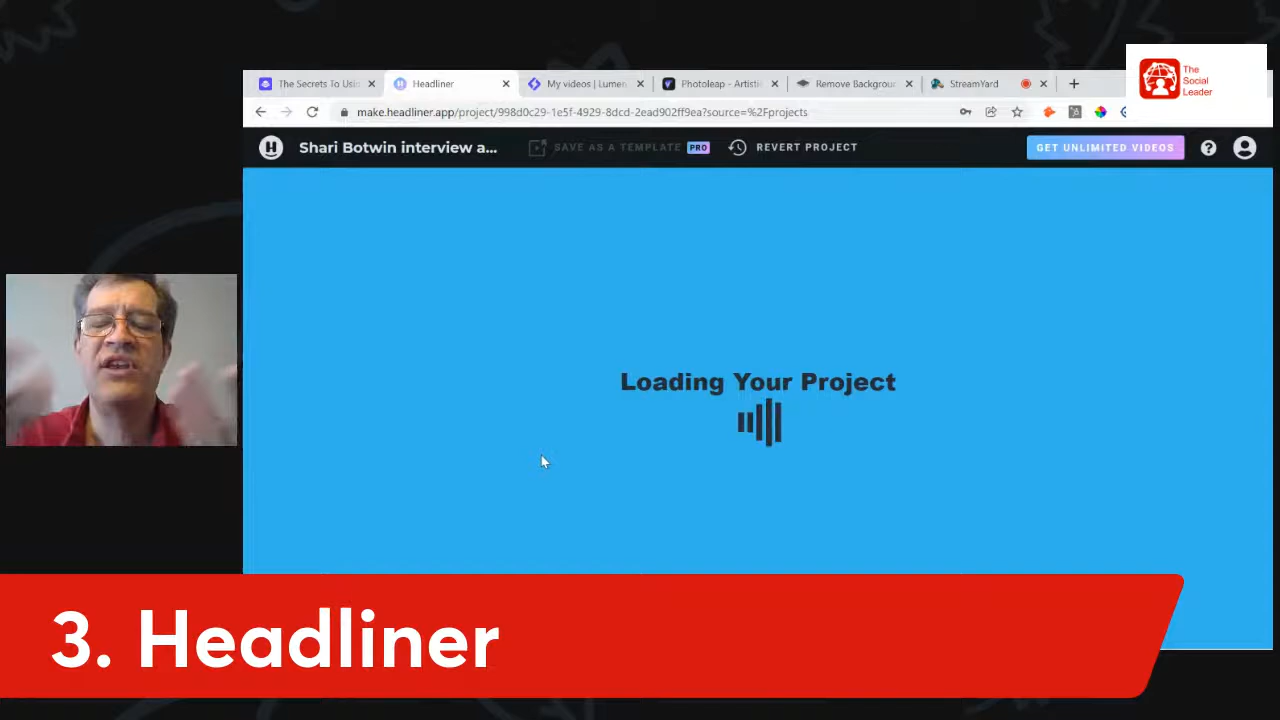 The
Social
Leader
The Secrets To Usin
Headliner
My videos | Lumen
Photoleap - Artisti
Remove Backgroun
StreamYard
make.headliner.app/project/998d0c29-1e5f-4929-8dcd-2ead902ff9ea?source=%2Fprojects
H
Shari Botwin interview a...
SAVE AS A TEMPLATE PRO
REVERT PROJECT
GET UNLIMITED VIDEOS
Loading Your Project
3. Headliner